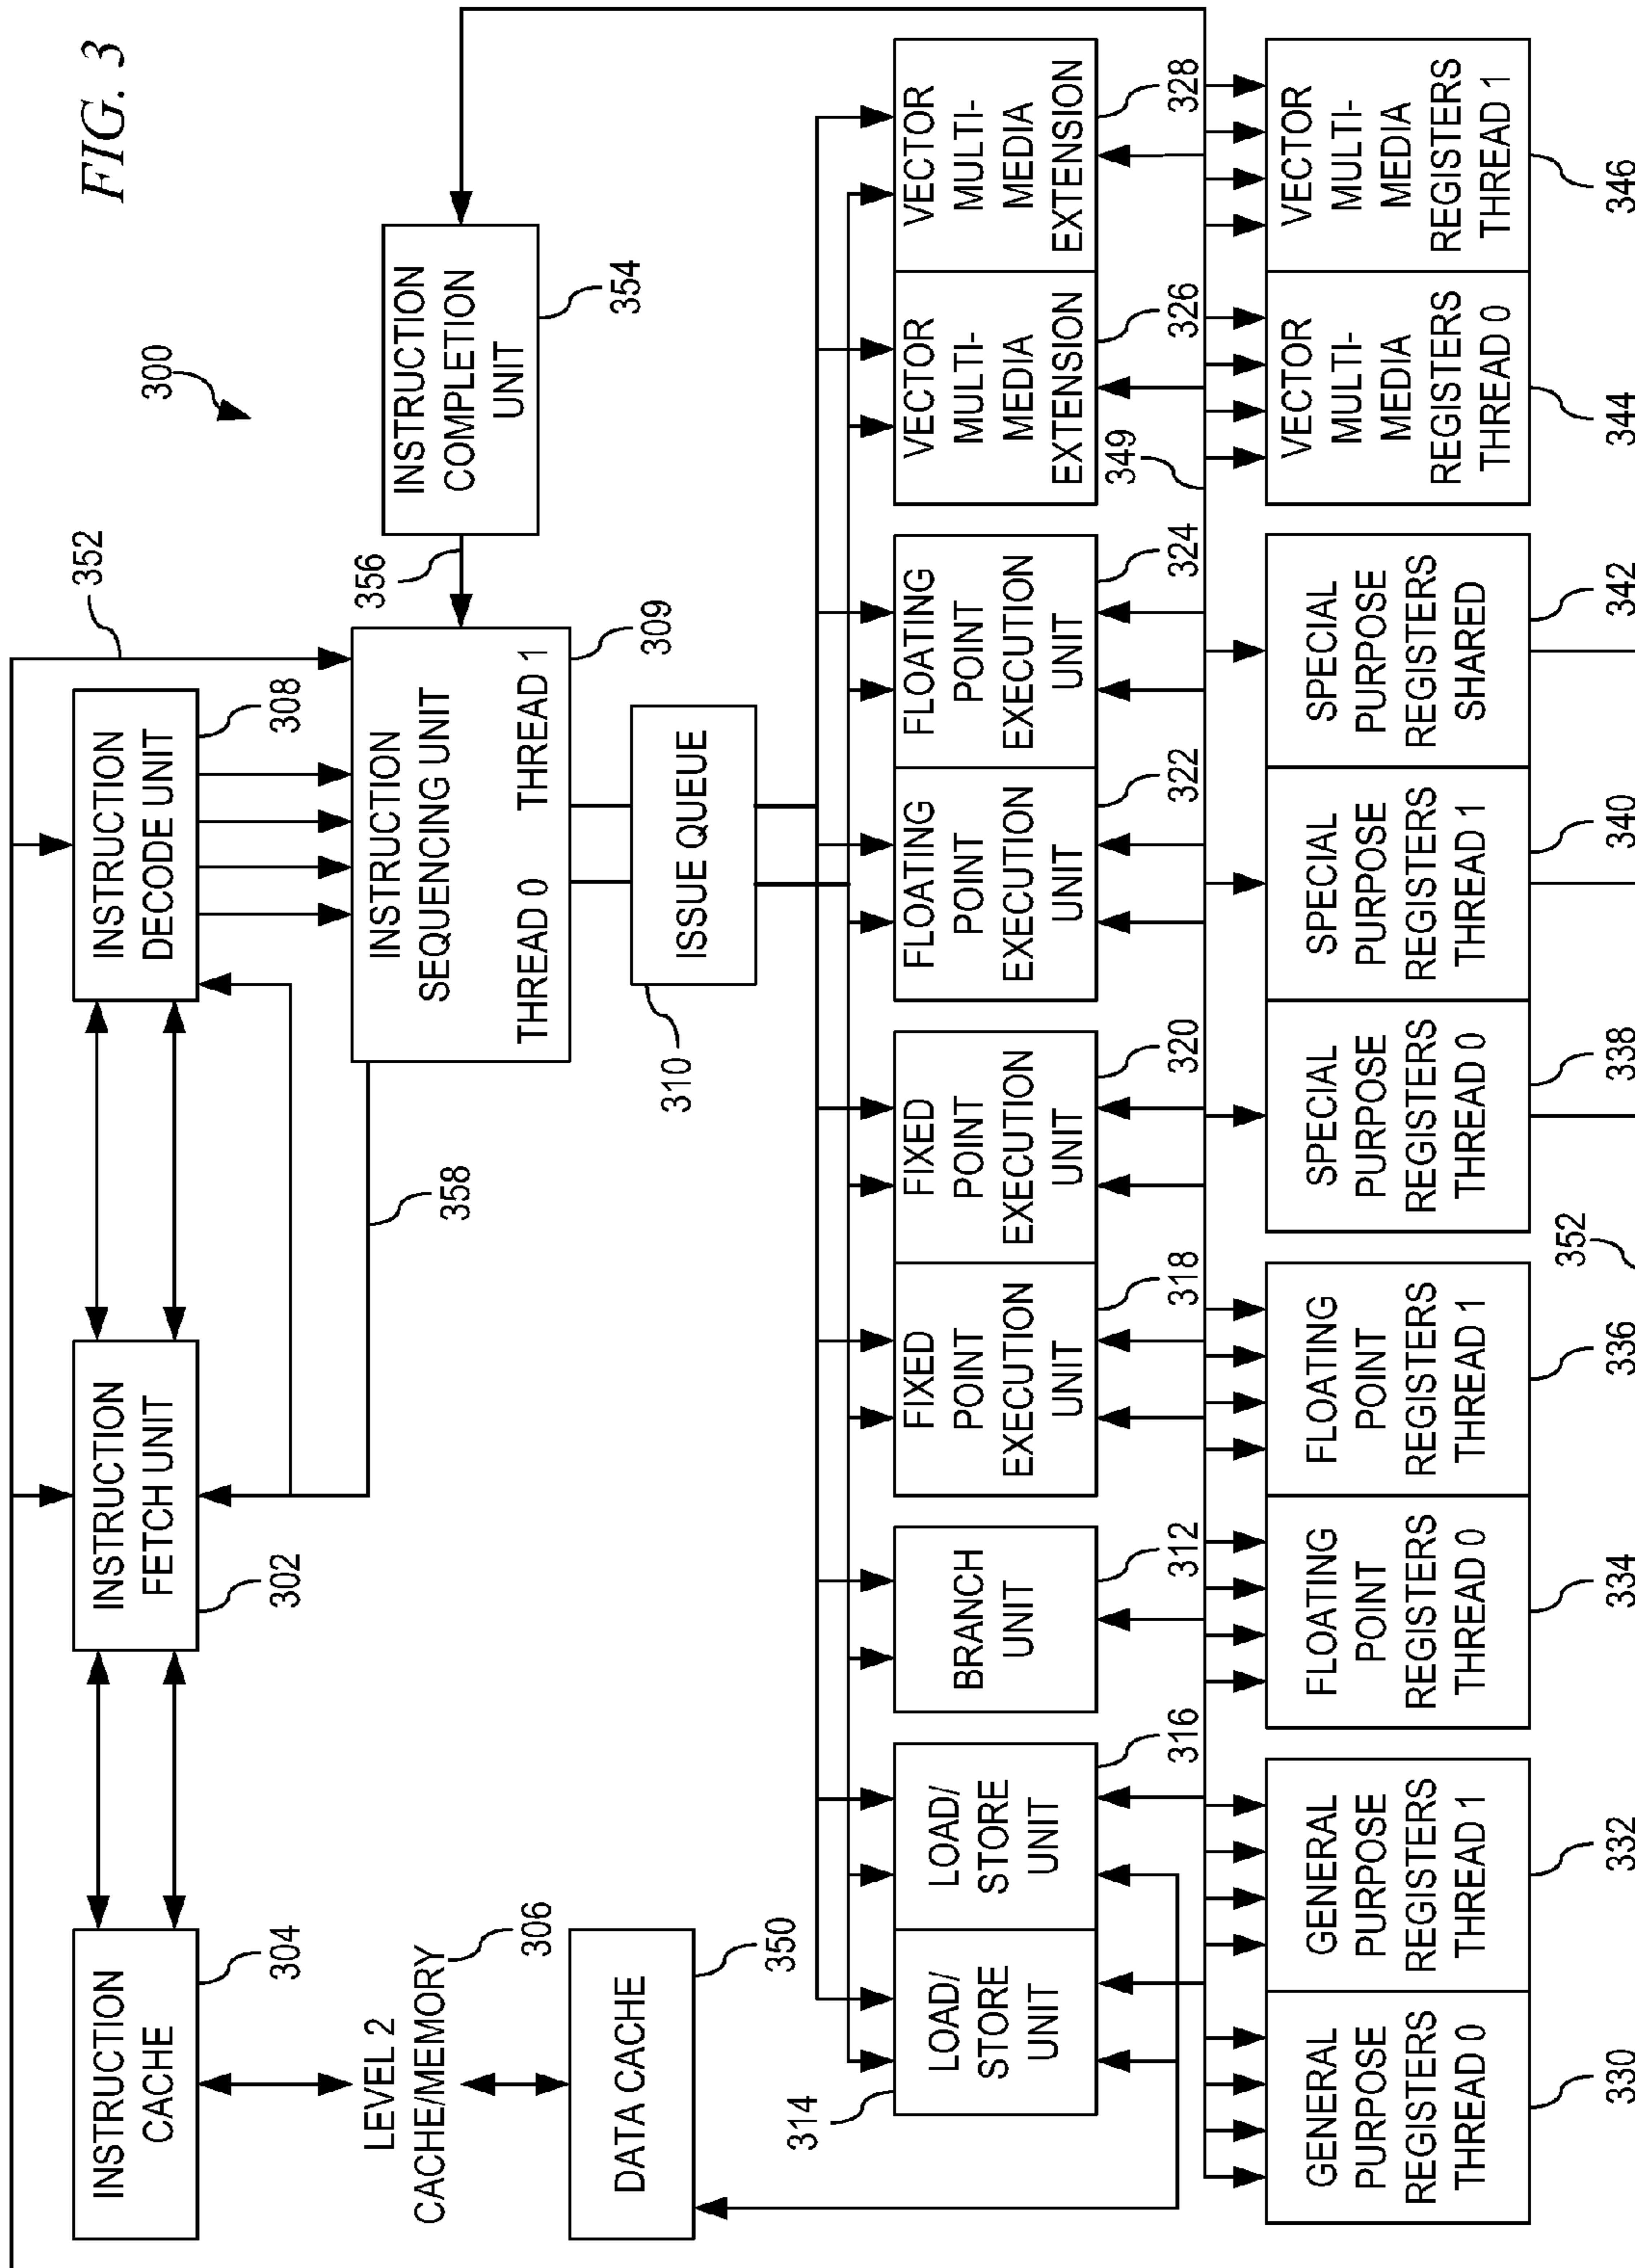 FIG. 3
300
352
INSTRUCTION
CACHE
304
INSTRUCTION
FETCH UNIT
302
INSTRUCTION
DECODE UNIT
308
LEVEL 2
CACHE/MEMORY
306
358
INSTRUCTION
SEQUENCING UNIT
THREAD 0
THREAD 1
309
356
INSTRUCTION
COMPLETION
UNIT
354
DATA CACHE
350
310
ISSUE QUEUE
314
LOAD/
STORE
UNIT
LOAD/
STORE
UNIT
316
BRANCH
UNIT
312
FIXED
POINT
EXECUTION
UNIT
318
FIXED
POINT
EXECUTION
UNIT
320
FLOATING
POINT
EXECUTION
UNIT
322
FLOATING
POINT
EXECUTION
UNIT
324
VECTOR
MULTI-
MEDIA
EXTENSION
326
VECTOR
MULTI-
MEDIA
EXTENSION
328
349
GENERAL
PURPOSE
REGISTERS
THREAD 0
330
GENERAL
PURPOSE
REGISTERS
THREAD 1
332
FLOATING
POINT
REGISTERS
THREAD 0
334
FLOATING
POINT
REGISTERS
THREAD 1
336
352
SPECIAL
PURPOSE
REGISTERS
THREAD 0
338
SPECIAL
PURPOSE
REGISTERS
THREAD 1
340
SPECIAL
PURPOSE
REGISTERS
SHARED
342
VECTOR
MULTI-
MEDIA
REGISTERS
THREAD 0
344
VECTOR
MULTI-
MEDIA
REGISTERS
THREAD 1
346